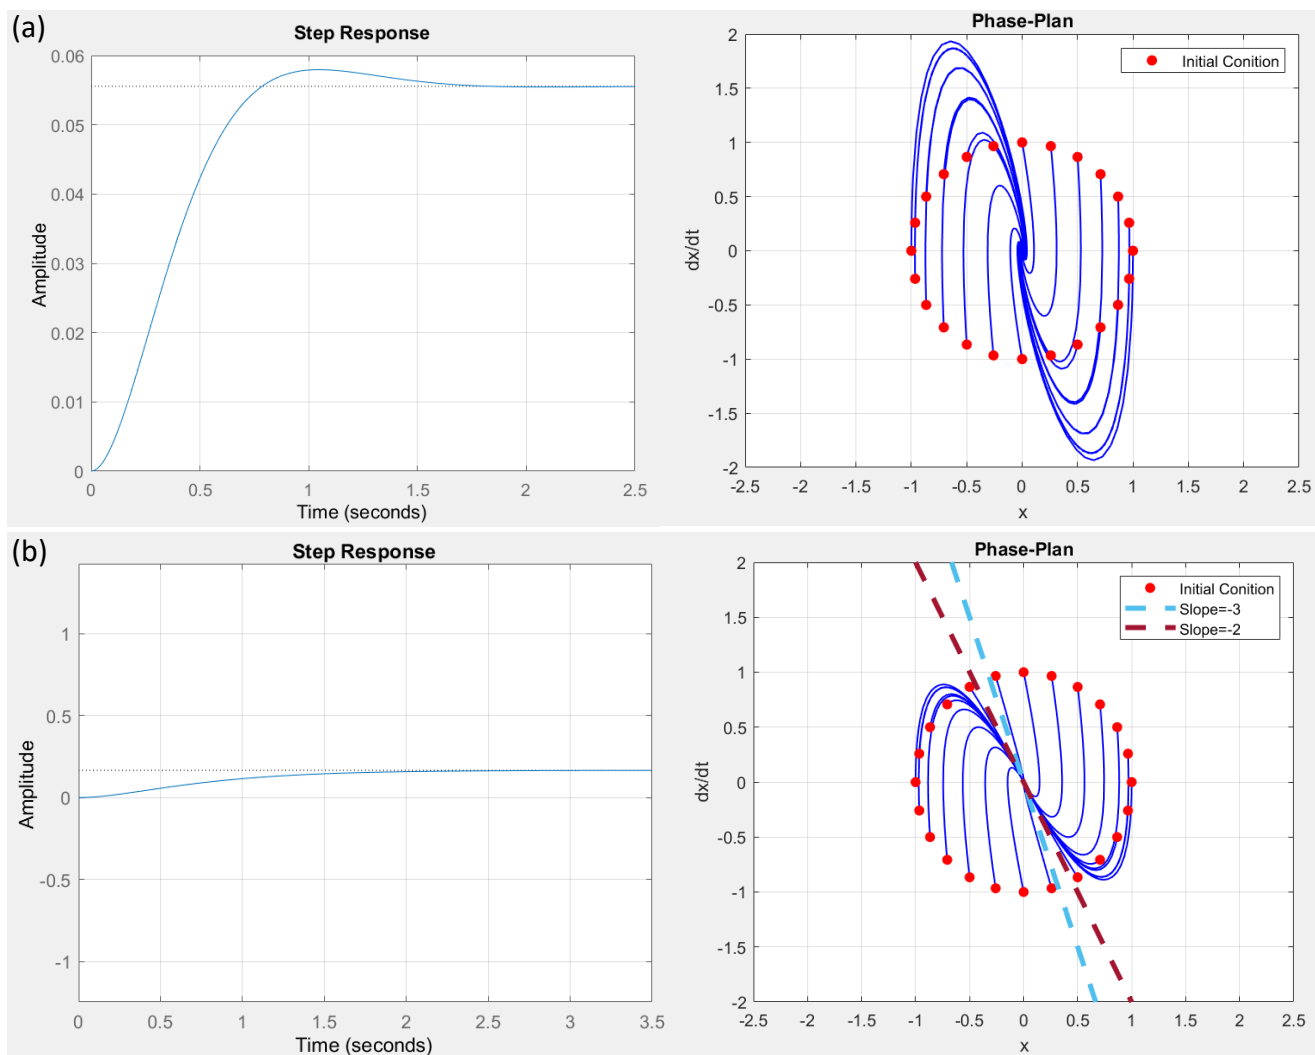 (a)
Step Response
0.06
0.05
0.04
0.03
0.02
0.01
0
Amplitude
0 0.5 1 1.5 2 2.5
Time (seconds)
Phase-Plan
Initial Conition
2
1.5
1
0.5
0
-0.5
-1
-1.5
-2
dx/dt
-2.5 -2 -1.5 -1 -0.5 0 0.5 1 1.5 2 2.5
x
(b)
Step Response
1
0.5
0
-0.5
-1
Amplitude
0 0.5 1 1.5 2 2.5 3 3.5
Time (seconds)
Phase-Plan
Initial Conition
Slope=-3
Slope=-2
2
1.5
1
0.5
0
-0.5
-1
-1.5
-2
dx/dt
-2.5 -2 -1.5 -1 -0.5 0 0.5 1 1.5 2 2.5
x